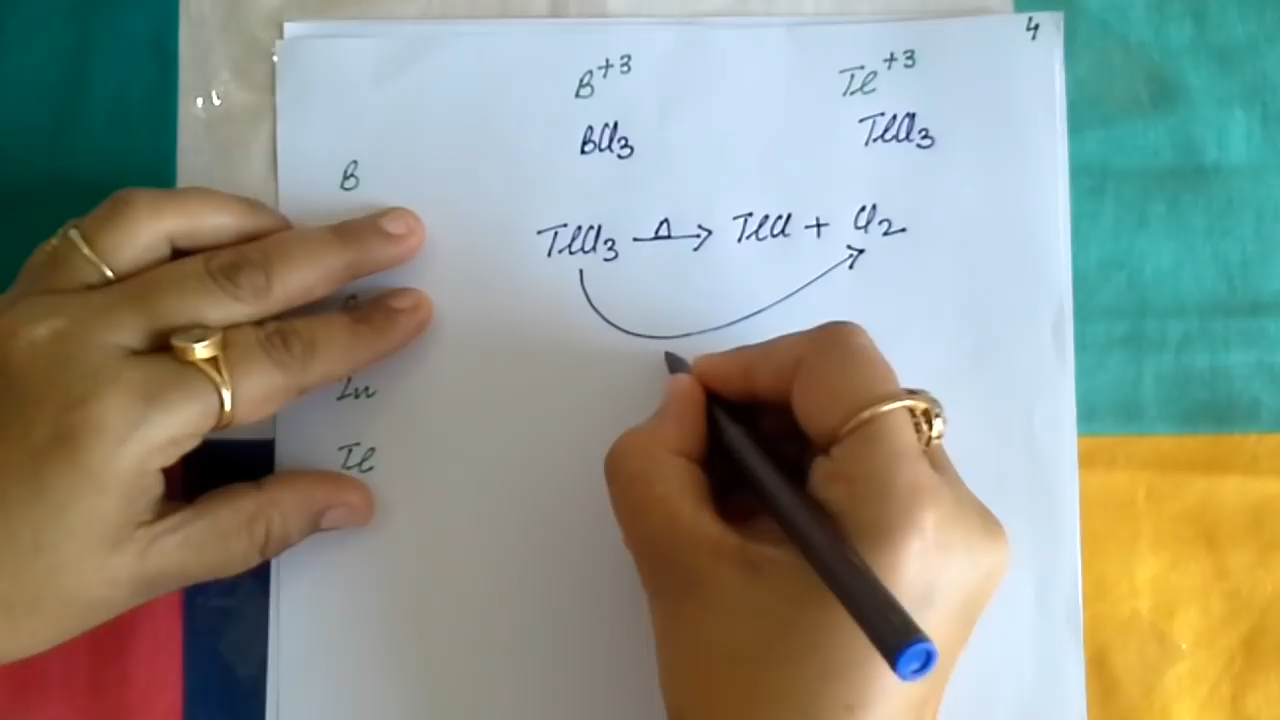 4
B+3 Tl+3
BCl3 TlCl3
B
TlCl3 —Δ→ TlCl + Cl2
In
Tl